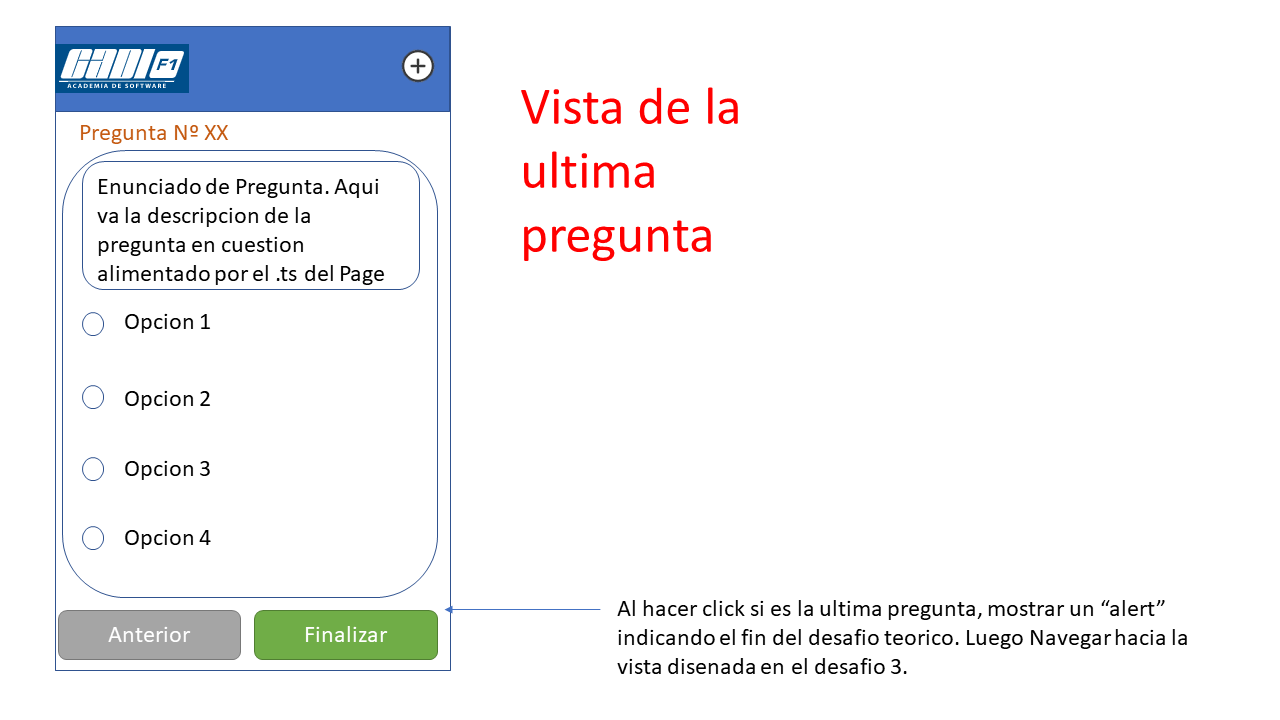 CADI F1
ACADEMIA DE SOFTWARE
Pregunta Nº XX
Enunciado de Pregunta. Aqui
va la descripcion de la
pregunta en cuestion
alimentado por el .ts del Page
Opcion 1
Opcion 2
Opcion 3
Opcion 4
Anterior
Finalizar
Vista de la
ultima
pregunta
Al hacer click si es la ultima pregunta, mostrar un “alert”
indicando el fin del desafio teorico. Luego Navegar hacia la
vista disenada en el desafio 3.